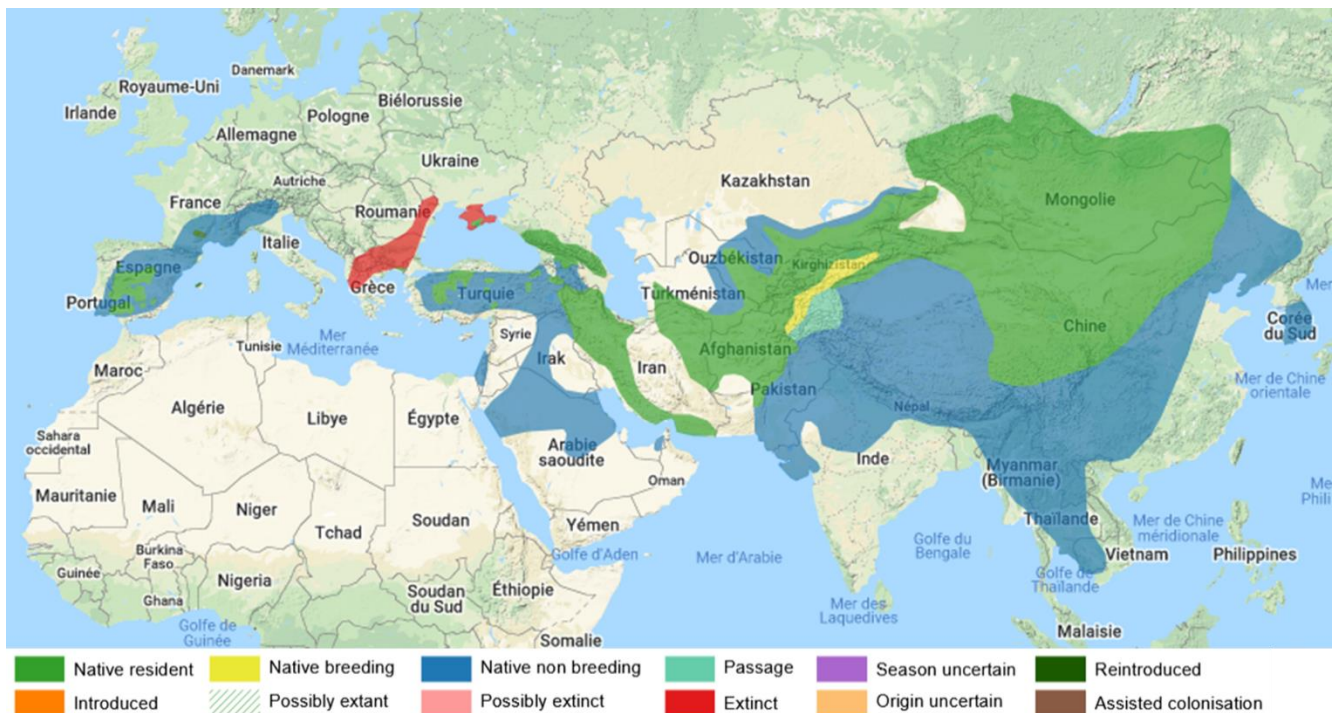 Royaume-Uni
Danemark
Irlande
Biélorussie
Pologne
Allemagne
Ukraine
Autriche
France
Roumanie
Kazakhstan
Mongolie
Italie
Espagne
Portugal
Grèce
Turquie
Ouzbékistan
Kirghizistan
Turkménistan
Mer
Méditerranée
Tunisie
Syrie
Maroc
Irak
Iran
Afghanistan
Chine
Corée
du Sud
Mer de Chine
orientale
Pakistan
Népal
Algérie
Libye
Égypte
Sahara
occidental
Arabie
saoudite
Oman
Inde
Myanmar
(Birmanie)
Mauritanie
Mali
Niger
Tchad
Soudan
Yémen
Thaïlande
Mer de Chine
méridionale
Golfe d'Aden
Mer d'Arabie
Golfe du
Bengale
Vietnam
Philippines
Burkina
Faso
Guinée
Nigeria
Ghana
Soudan
du Sud
Éthiopie
Golfe de
Thaïlande
Golfe de
Guinée
Mer des
Laquedives
Somalie
Malaisie
Native resident
Native breeding
Native non breeding
Passage
Season uncertain
Reintroduced
Introduced
Possibly extant
Possibly extinct
Extinct
Origin uncertain
Assisted colonisation